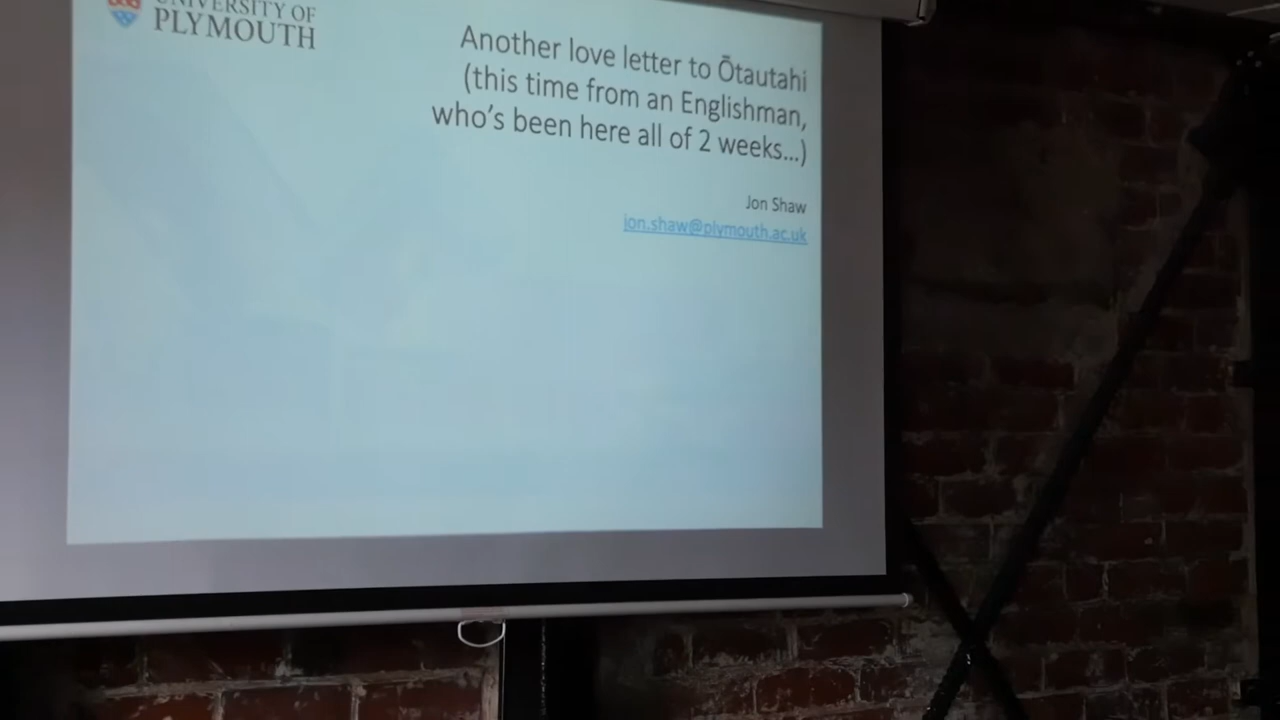 UNIVERSITY OF
PLYMOUTH
Another love letter to Ōtautahi
(this time from an Englishman,
who's been here all of 2 weeks...)
Jon Shaw
jon.shaw@plymouth.ac.uk